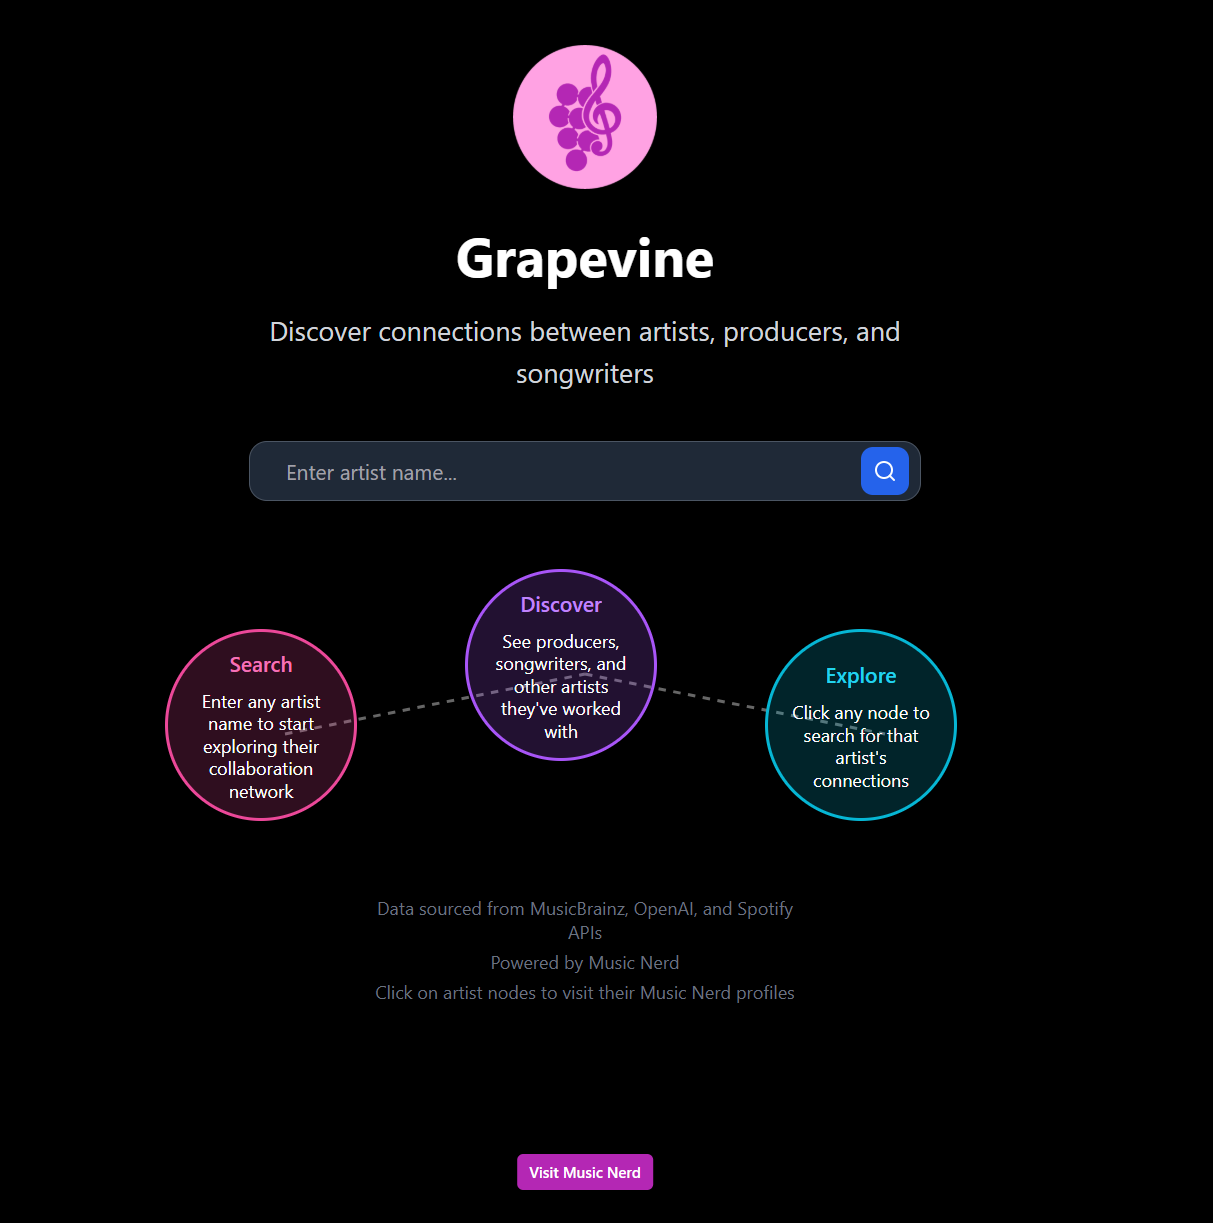 Grapevine
Discover connections between artists, producers, and
songwriters
Enter artist name...
Search
Enter any artist
name to start
exploring their
collaboration
network
Discover
See producers,
songwriters, and
other artists
they've worked
with
Explore
Click any node to
search for that
artist's
connections
Data sourced from MusicBrainz, OpenAI, and Spotify
APIs
Powered by Music Nerd
Click on artist nodes to visit their Music Nerd profiles
Visit Music Nerd